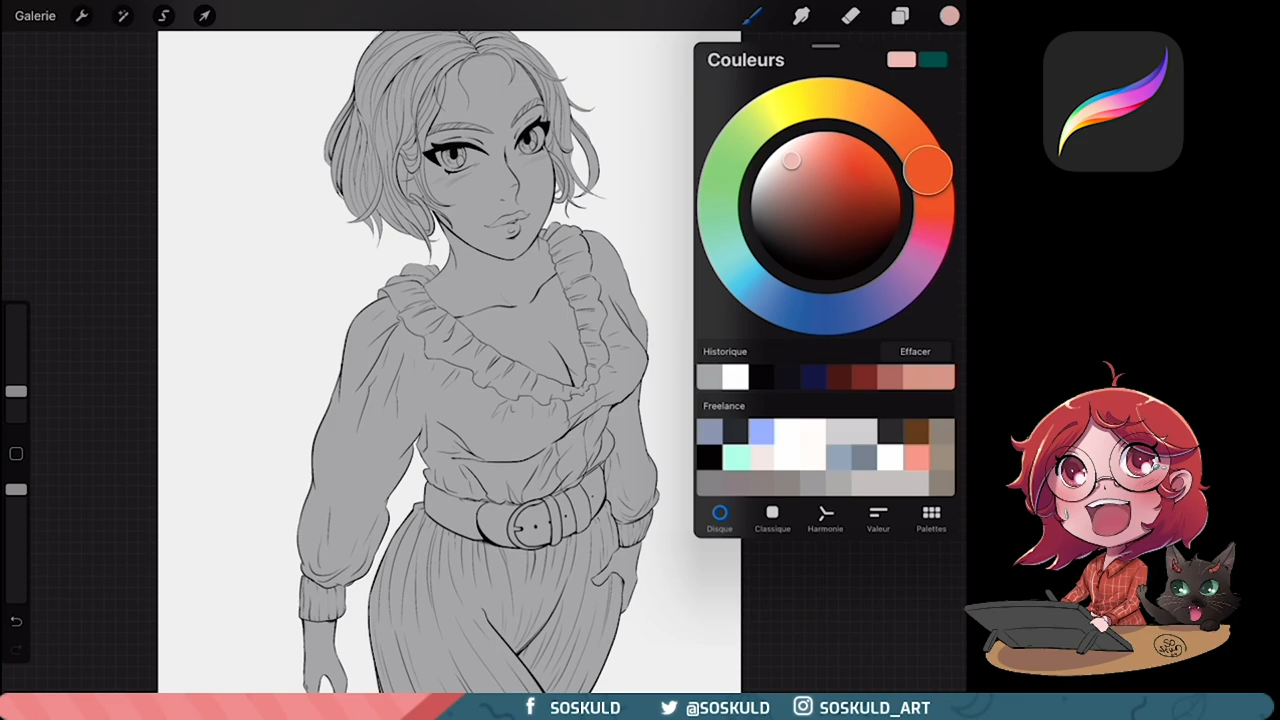 Galerie
Couleurs
Historique
Effacer
Freelance
Disque
Classique
Harmonie
Valeur
Palettes
SOSKULD
@SOSKULD
SOSKULD_ART